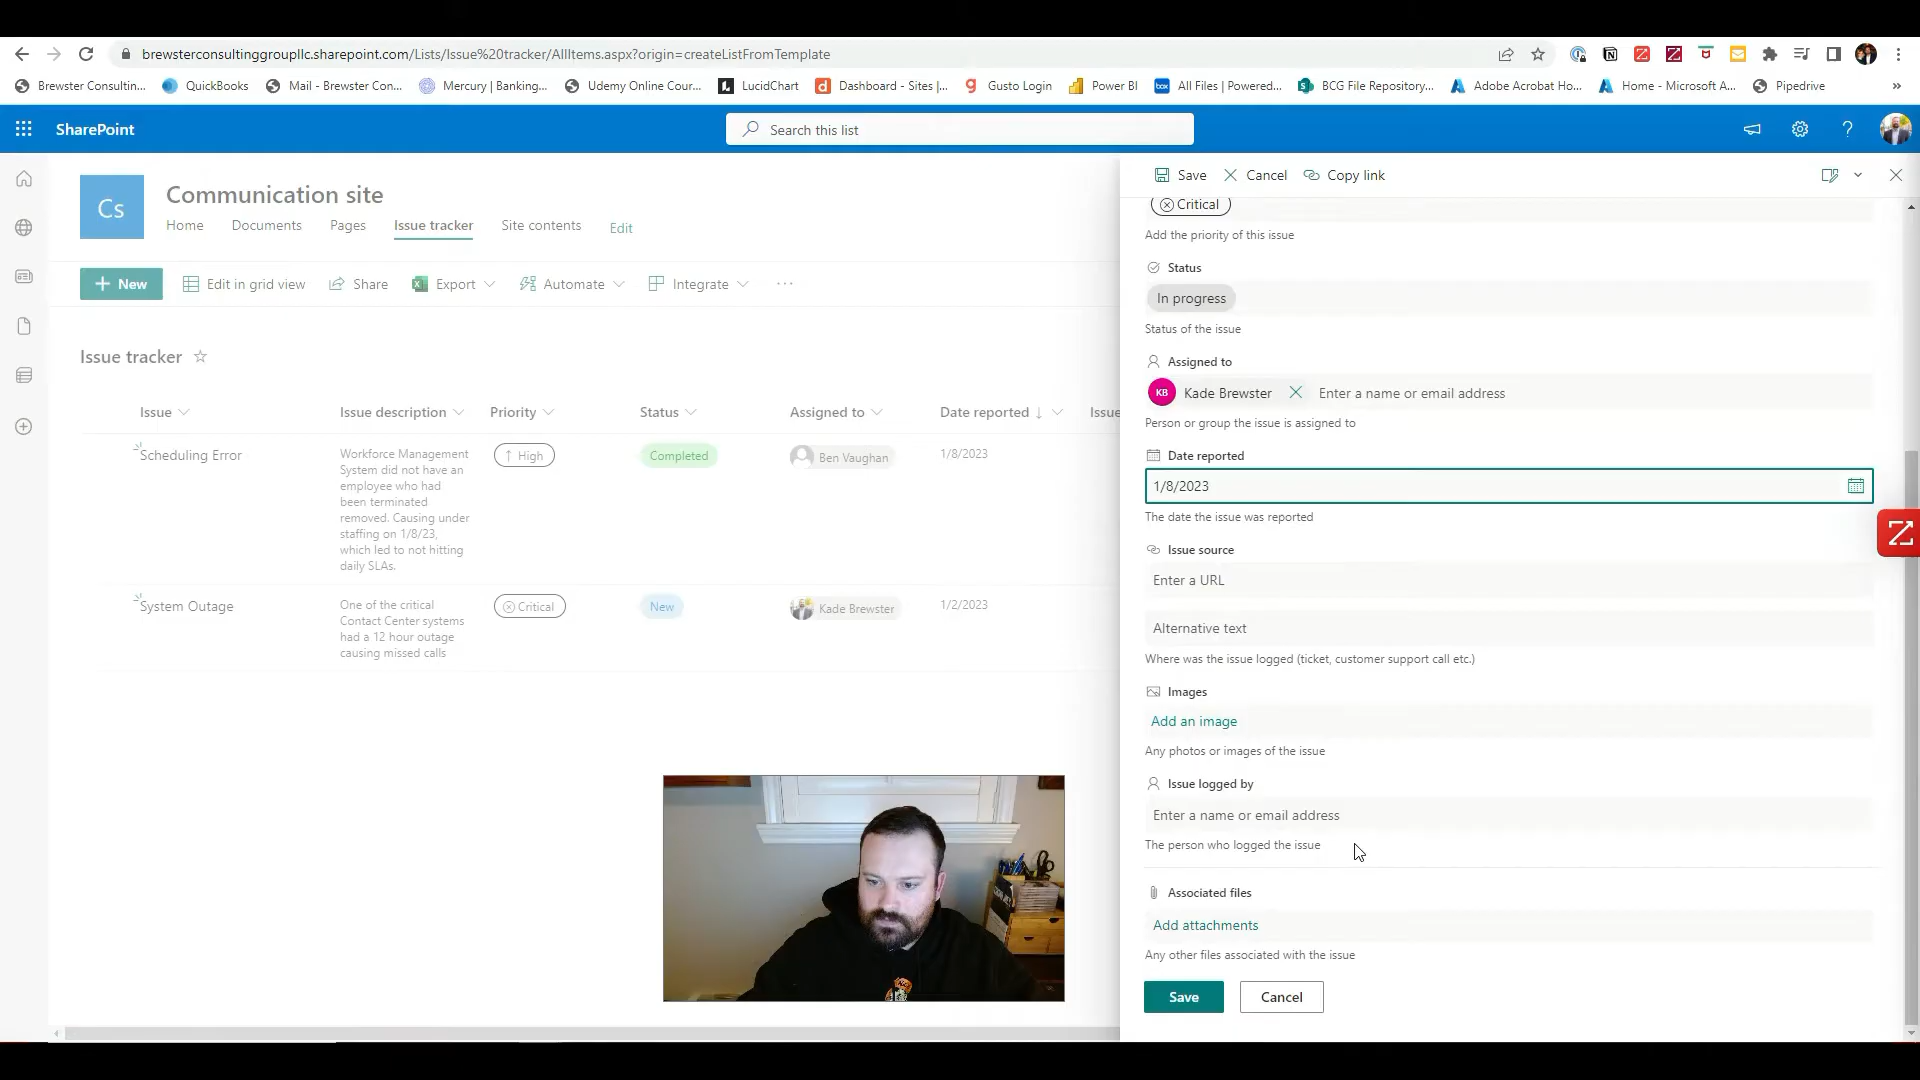 brewsterconsultinggroupllc.sharepoint.com/Lists/Issue%20tracker/AllItems.aspx?origin=createListFromTemplate
Brewster Consultin...
QuickBooks
Mail - Brewster Con...
Mercury | Banking,...
Udemy Online Cour...
LucidChart
Dashboard - Sites |...
Gusto Login
Power BI
box
All Files | Powered...
BCG File Repository...
Adobe Acrobat Ho...
Home - Microsoft A...
Pipedrive
»
SharePoint
Search this list
?
Cs
Communication site
Home
Documents
Pages
Issue tracker
Site contents
Edit
+ New
Edit in grid view
Share
Export
Automate
Integrate
...
Issue tracker
Issue
Issue description
Priority
Status
Assigned to
Date reported ↓
Issue
Scheduling Error
Workforce Management
System did not have an
employee who had
been terminated
removed. Causing under
staffing on 1/8/23,
which led to not hitting
daily SLAs.
↑ High
Completed
Ben Vaughan
1/8/2023
System Outage
One of the critical
Contact Center systems
had a 12 hour outage
causing missed calls
Critical
New
Kade Brewster
1/2/2023
Save
Cancel
Copy link
Critical
Add the priority of this issue
Status
In progress
Status of the issue
Assigned to
KB
Kade Brewster
Enter a name or email address
Person or group the issue is assigned to
Date reported
1/8/2023
The date the issue was reported
Issue source
Enter a URL
Alternative text
Where was the issue logged (ticket, customer support call etc.)
Images
Add an image
Any photos or images of the issue
Issue logged by
Enter a name or email address
The person who logged the issue
Associated files
Add attachments
Any other files associated with the issue
Save
Cancel